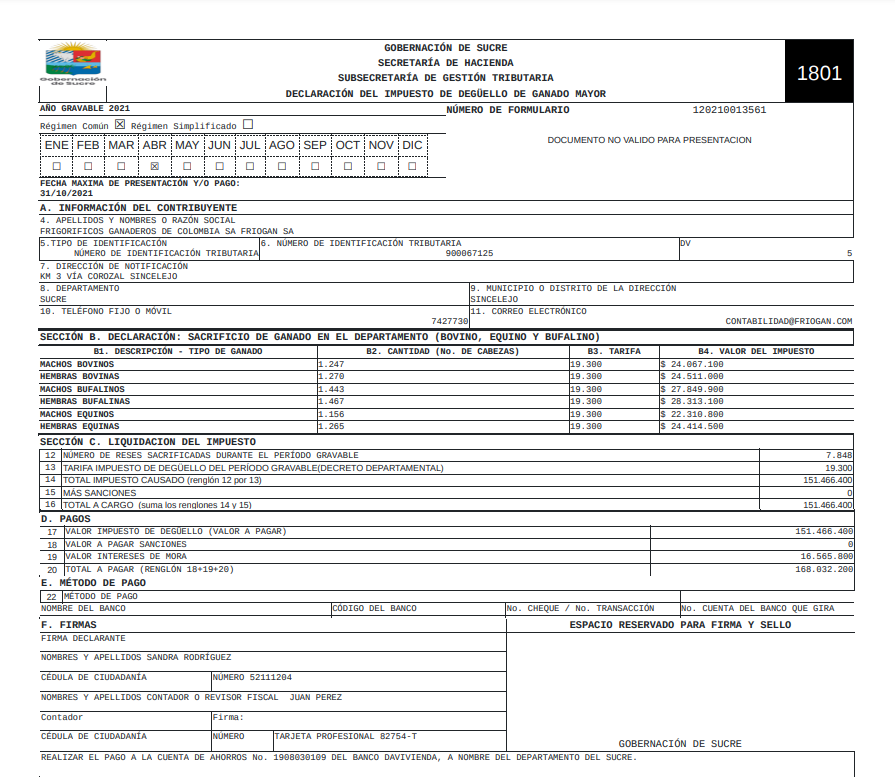 GOBERNACIÓN DE SUCRE
SECRETARÍA DE HACIENDA
SUBSECRETARÍA DE GESTIÓN TRIBUTARIA
DECLARACIÓN DEL IMPUESTO DE DEGÜELLO DE GANADO MAYOR
1801
Gobernación de Sucre
AÑO GRAVABLE 2021
NÚMERO DE FORMULARIO 120210013561
Régimen Común ☒ Régimen Simplificado ☐
DOCUMENTO NO VALIDO PARA PRESENTACION
ENE FEB MAR ABR MAY JUN JUL AGO SEP OCT NOV DIC
☐ ☐ ☐ ☒ ☐ ☐ ☐ ☐ ☐ ☐ ☐ ☐
FECHA MAXIMA DE PRESENTACIÓN Y/O PAGO:
31/10/2021
A. INFORMACIÓN DEL CONTRIBUYENTE
4. APELLIDOS Y NOMBRES O RAZÓN SOCIAL
FRIGORIFICOS GANADEROS DE COLOMBIA SA FRIOGAN SA
5.TIPO DE IDENTIFICACIÓN 6. NÚMERO DE IDENTIFICACIÓN TRIBUTARIA DV
NÚMERO DE IDENTIFICACIÓN TRIBUTARIA 900067125 5
7. DIRECCIÓN DE NOTIFICACIÓN
KM 3 VÍA COROZAL SINCELEJO
8. DEPARTAMENTO 9. MUNICIPIO O DISTRITO DE LA DIRECCIÓN
SUCRE SINCELEJO
10. TELÉFONO FIJO O MÓVIL 11. CORREO ELECTRÓNICO
7427730 CONTABILIDAD@FRIOGAN.COM
SECCIÓN B. DECLARACIÓN: SACRIFICIO DE GANADO EN EL DEPARTAMENTO (BOVINO, EQUINO Y BUFALINO)
B1. DESCRIPCIÓN - TIPO DE GANADO B2. CANTIDAD (No. DE CABEZAS) B3. TARIFA B4. VALOR DEL IMPUESTO
MACHOS BOVINOS 1.247 19.300 $ 24.067.100
HEMBRAS BOVINAS 1.270 19.300 $ 24.511.000
MACHOS BUFALINOS 1.443 19.300 $ 27.849.900
HEMBRAS BUFALINAS 1.467 19.300 $ 28.313.100
MACHOS EQUINOS 1.156 19.300 $ 22.310.800
HEMBRAS EQUINAS 1.265 19.300 $ 24.414.500
SECCIÓN C. LIQUIDACION DEL IMPUESTO
12 NÚMERO DE RESES SACRIFICADAS DURANTE EL PERÍODO GRAVABLE 7.848
13 TARIFA IMPUESTO DE DEGÜELLO DEL PERÍODO GRAVABLE(DECRETO DEPARTAMENTAL) 19.300
14 TOTAL IMPUESTO CAUSADO (renglón 12 por 13) 151.466.400
15 MÁS SANCIONES 0
16 TOTAL A CARGO (suma los renglones 14 y 15) 151.466.400
D. PAGOS
17 VALOR IMPUESTO DE DEGÜELLO (VALOR A PAGAR) 151.466.400
18 VALOR A PAGAR SANCIONES 0
19 VALOR INTERESES DE MORA 16.565.800
20 TOTAL A PAGAR (RENGLÓN 18+19+20) 168.032.200
E. MÉTODO DE PAGO
22 MÉTODO DE PAGO
NOMBRE DEL BANCO CÓDIGO DEL BANCO No. CHEQUE / No. TRANSACCIÓN No. CUENTA DEL BANCO QUE GIRA
F. FIRMAS ESPACIO RESERVADO PARA FIRMA Y SELLO
FIRMA DECLARANTE
NOMBRES Y APELLIDOS SANDRA RODRÍGUEZ
CÉDULA DE CIUDADANÍA NÚMERO 52111204
NOMBRES Y APELLIDOS CONTADOR O REVISOR FISCAL JUAN PEREZ
Contador Firma:
CÉDULA DE CIUDADANÍA NÚMERO TARJETA PROFESIONAL 82754-T
GOBERNACIÓN DE SUCRE
REALIZAR EL PAGO A LA CUENTA DE AHORROS No. 1908030109 DEL BANCO DAVIVIENDA, A NOMBRE DEL DEPARTAMENTO DEL SUCRE.